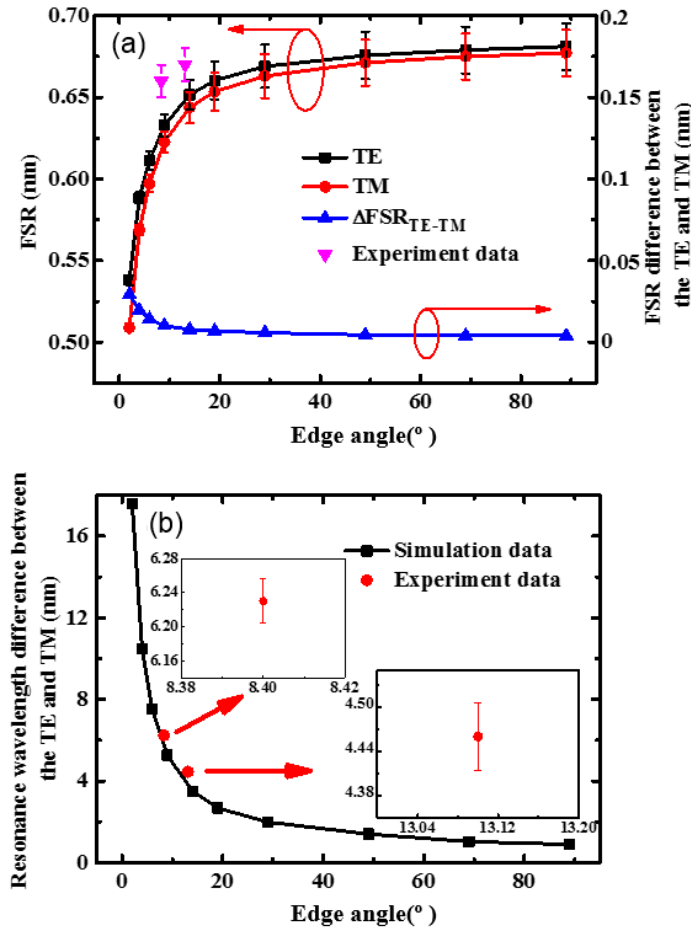 (a)
0.70
0.65
0.60
0.55
0.50
FSR (nm)
0.2
0.15
0.1
0.05
0
FSR difference between
the TE and TM (nm)
TE
TM
ΔFSR_TE-TM
Experiment data
0
20
40
60
80
Edge angle(º )
(b)
16
12
8
4
0
Resonance wavelength difference between
the TE and TM (nm)
Simulation data
Experiment data
6.28
6.24
6.20
6.16
8.38
8.40
8.42
4.50
4.44
4.38
13.04
13.12
13.20
0
20
40
60
80
Edge angle(º )